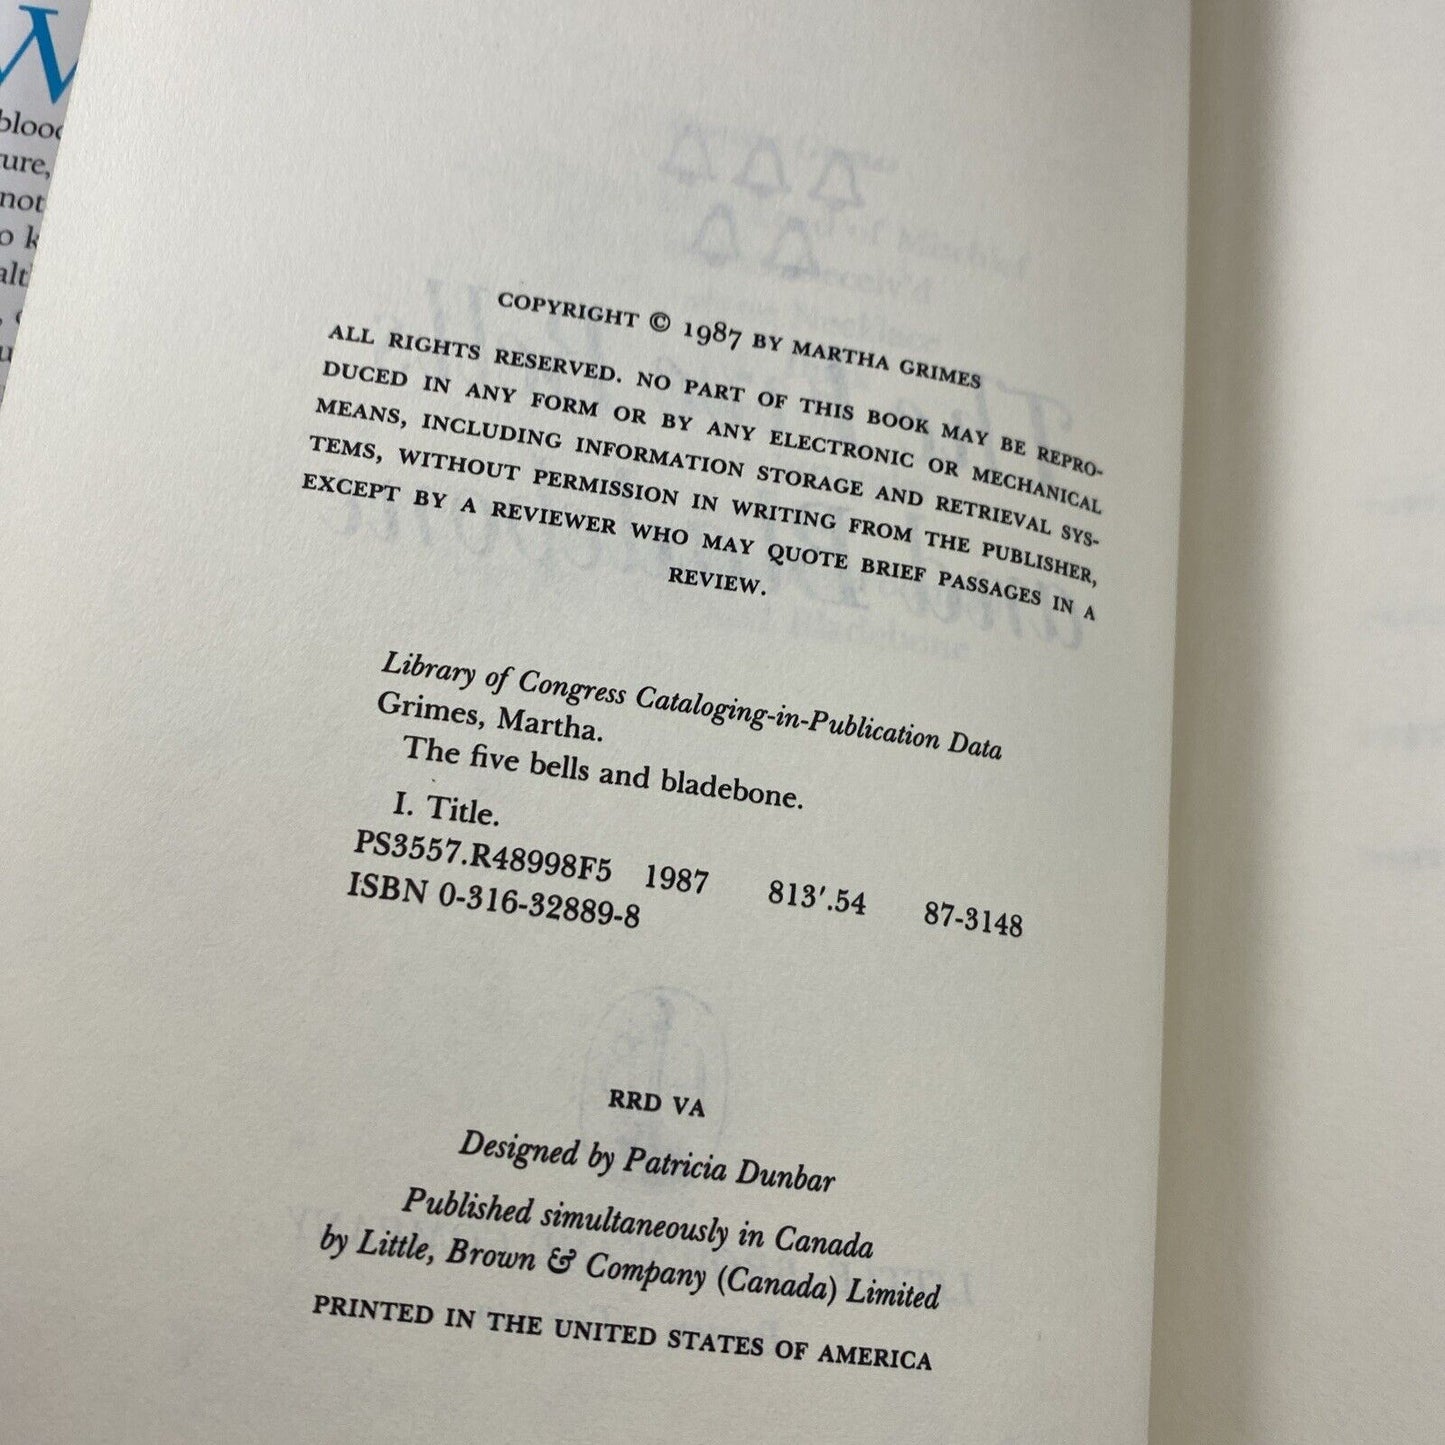 W
blood
ture,
not
o k
alth
COPYRIGHT © 1987 BY MARTHA GRIMES
ALL RIGHTS RESERVED. NO PART OF THIS BOOK MAY BE REPRO-
DUCED IN ANY FORM OR BY ANY ELECTRONIC OR MECHANICAL
MEANS, INCLUDING INFORMATION STORAGE AND RETRIEVAL SYS-
TEMS, WITHOUT PERMISSION IN WRITING FROM THE PUBLISHER,
EXCEPT BY A REVIEWER WHO MAY QUOTE BRIEF PASSAGES IN A
REVIEW.
Library of Congress Cataloging-in-Publication Data
Grimes, Martha.
The five bells and bladebone.
I. Title.
PS3557.R48998F5 1987 813'.54 87-3148
ISBN 0-316-32889-8
RRD VA
Designed by Patricia Dunbar
Published simultaneously in Canada
by Little, Brown & Company (Canada) Limited
PRINTED IN THE UNITED STATES OF AMERICA